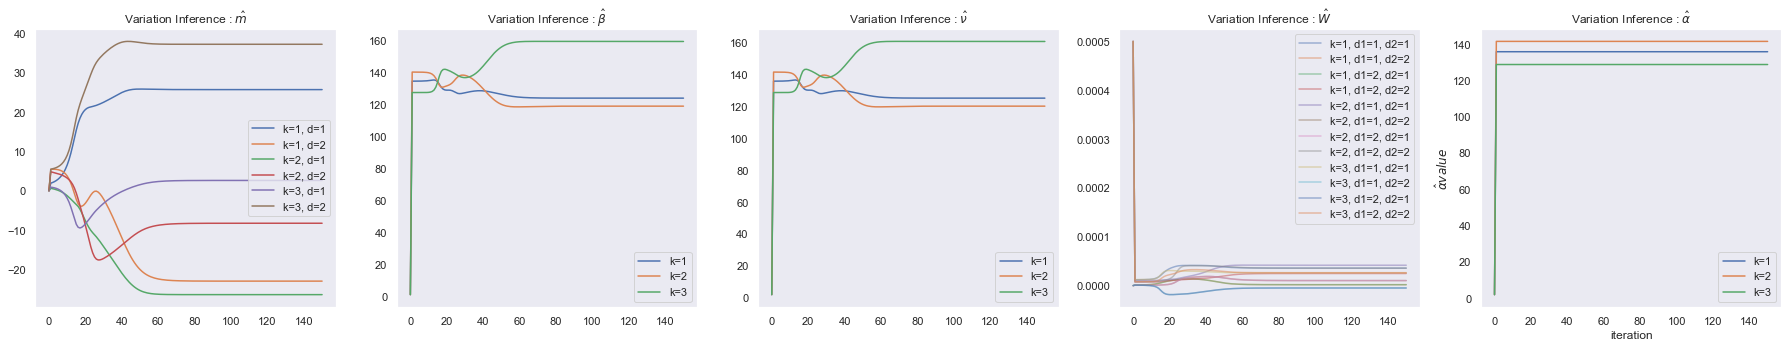 Variation Inference : m̂
40
30
20
10
0
−10
−20
0 20 40 60 80 100 120 140
k=1, d=1
k=1, d=2
k=2, d=1
k=2, d=2
k=3, d=1
k=3, d=2
Variation Inference : β̂
160
140
120
100
80
60
40
20
0
0 20 40 60 80 100 120 140
k=1
k=2
k=3
Variation Inference : ν̂
160
140
120
100
80
60
40
20
0
0 20 40 60 80 100 120 140
k=1
k=2
k=3
Variation Inference : Ŵ
0.0005
0.0004
0.0003
0.0002
0.0001
0.0000
0 20 40 60 80 100 120 140
k=1, d1=1, d2=1
k=1, d1=1, d2=2
k=1, d1=2, d2=1
k=1, d1=2, d2=2
k=2, d1=1, d2=1
k=2, d1=1, d2=2
k=2, d1=2, d2=1
k=2, d1=2, d2=2
k=3, d1=1, d2=1
k=3, d1=1, d2=2
k=3, d1=2, d2=1
k=3, d1=2, d2=2
Variation Inference : α̂
α̂value
140
120
100
80
60
40
20
0
0 20 40 60 80 100 120 140
iteration
k=1
k=2
k=3